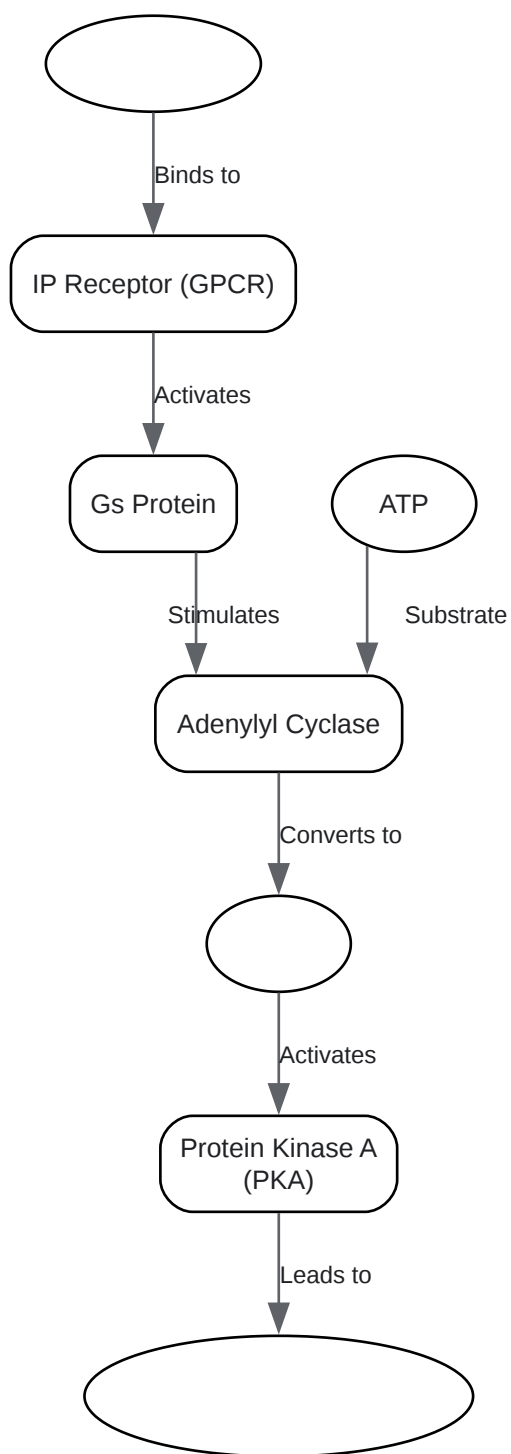 Binds to
IP Receptor (GPCR)
Activates
Gs Protein
ATP
Stimulates
Substrate
Adenylyl Cyclase
Converts to
Activates
Protein Kinase A
(PKA)
Leads to